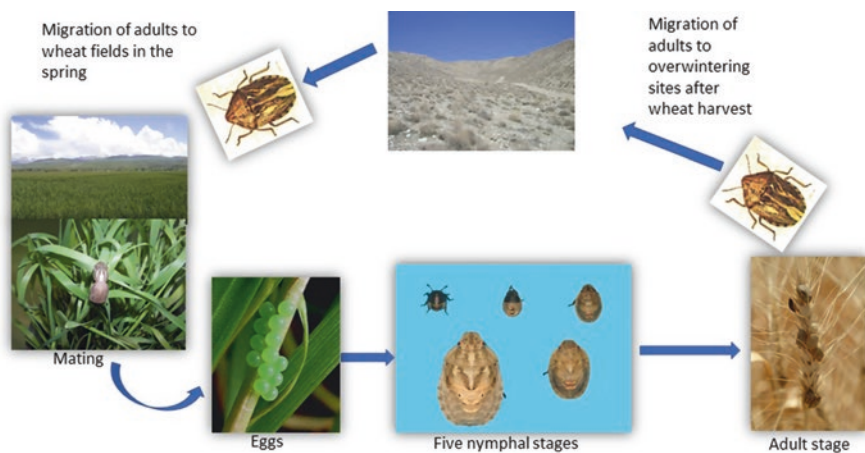 Migration of adults to
wheat fields in the
spring
Migration of
adults to
overwintering
sites after
wheat harvest
Mating
Eggs
Five nymphal stages
Adult stage